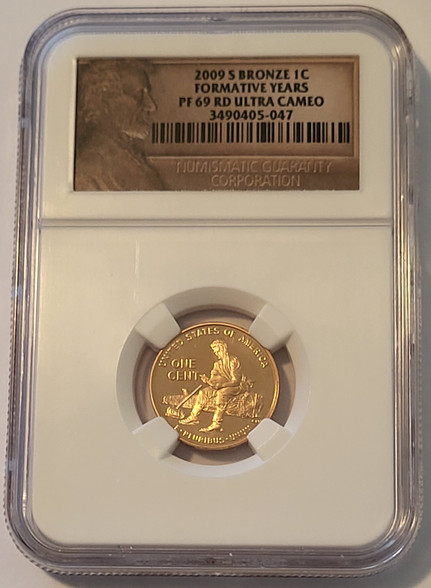 2009 S BRONZE 1C
FORMATIVE YEARS
PF 69 RD ULTRA CAMEO
3490405-047
NUMISMATIC GUARANTY
CORPORATION
UNITED STATES OF AMERICA
ONE
CENT
E PLURIBUS UNUM